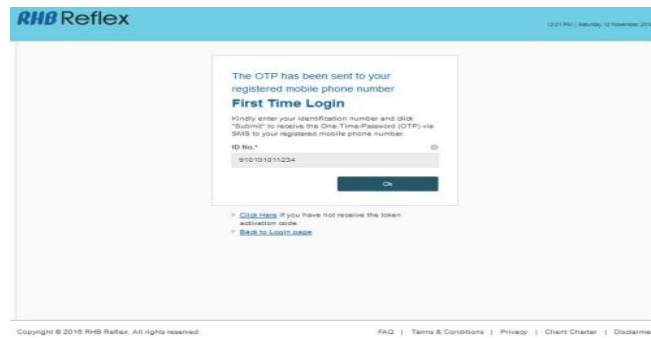 RHB Reflex
12:21 PM | Saturday, 12 November 201
The OTP has been sent to your
registered mobile phone number
First Time Login
Kindly enter your identification number and click
"Submit" to receive the One-Time-Password (OTP) via
SMS to your registered mobile phone number.
ID No.*
910101011234
Ok
Click Here if you have not receive the token
activation code
Back to Login page
Copyright © 2016 RHB Reflex. All rights reserved.
FAQ | Terms & Conditions | Privacy | Client Charter | Disclaime